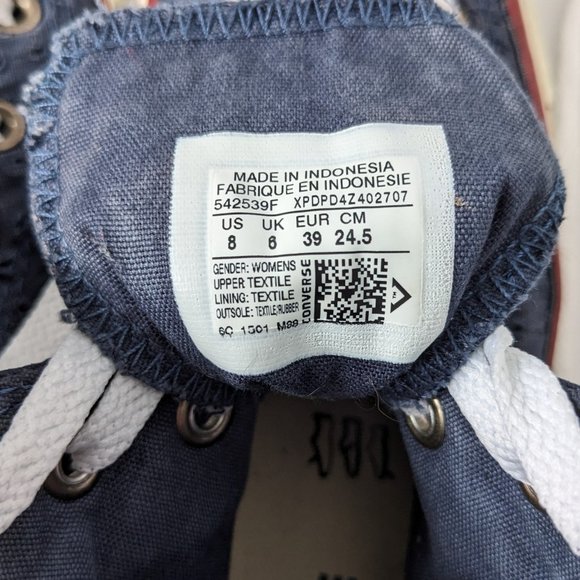 MADE IN INDONESIA
FABRIQUE EN INDONESIE
542539F XPDPD4Z402707
US UK EUR CM
8 6 39 24.5
GENDER: WOMENS
UPPER TEXTILE
LINING: TEXTILE
OUTSOLE: TEXTILE/RUBBER
CONVERSE
Z